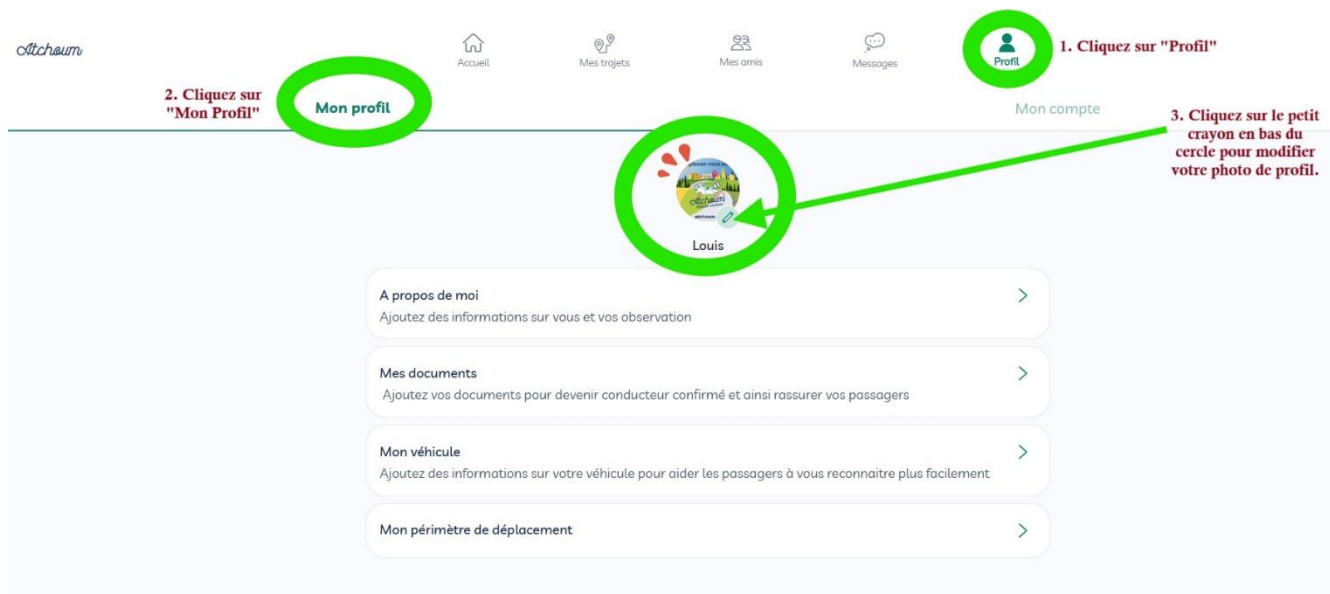 Atchoum
Accueil
Mes trajets
Mes amis
Messages
Profil
1. Cliquez sur "Profil"
2. Cliquez sur
"Mon Profil"
Mon profil
Mon compte
3. Cliquez sur le petit
crayon en bas du
cercle pour modifier
votre photo de profil.
Atchoum
Louis
A propos de moi
Ajoutez des informations sur vous et vos observation
Mes documents
Ajoutez vos documents pour devenir conducteur confirmé et ainsi rassurer vos passagers
Mon véhicule
Ajoutez des informations sur votre véhicule pour aider les passagers à vous reconnaitre plus facilement
Mon périmètre de déplacement